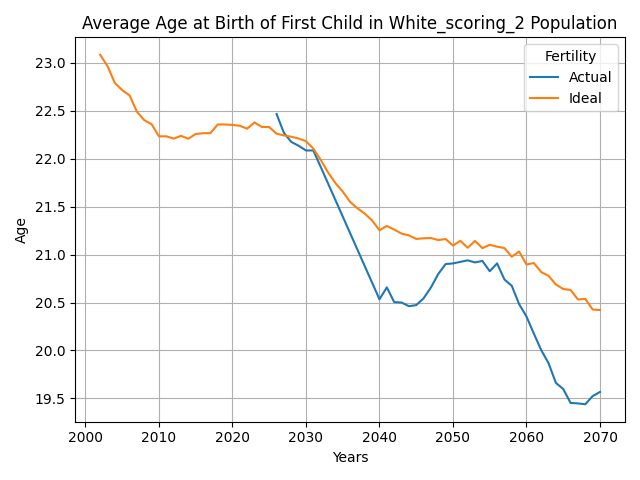 Average Age at Birth of First Child in White_scoring_2 Population
Fertility
Actual
Ideal
Age
23.0
22.5
22.0
21.5
21.0
20.5
20.0
19.5
2000
2010
2020
2030
2040
2050
2060
2070
Years